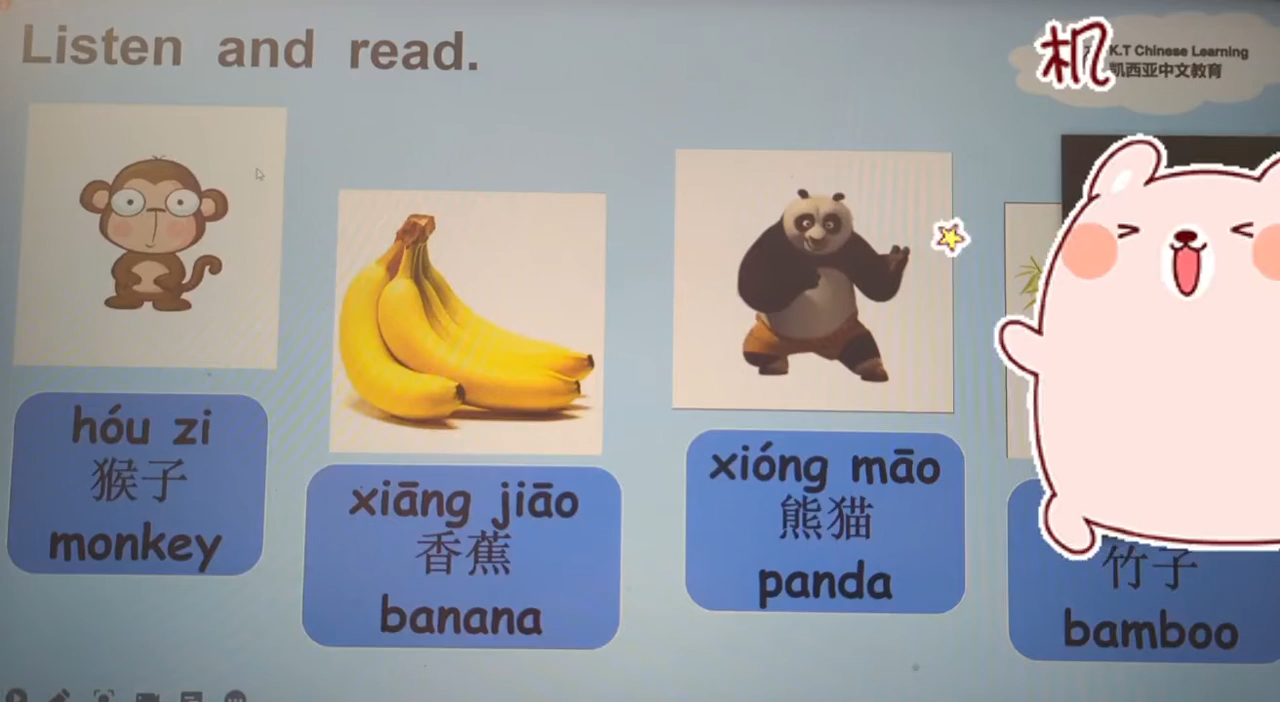 Listen and read.
机
K.T Chinese Learning
凯西亚中文教育
hóu zi
猴子
monkey
xiāng jiāo
香蕉
banana
xióng māo
熊猫
panda
竹子
bamboo